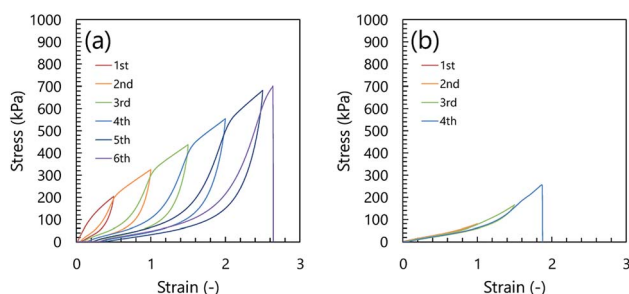 (a)
1000
900
800
700
600
500
400
300
200
100
0
Stress (kPa)
1st
2nd
3rd
4th
5th
6th
0 1 2 3
Strain (-)
(b)
1000
900
800
700
600
500
400
300
200
100
0
Stress (kPa)
1st
2nd
3rd
4th
0 1 2 3
Strain (-)